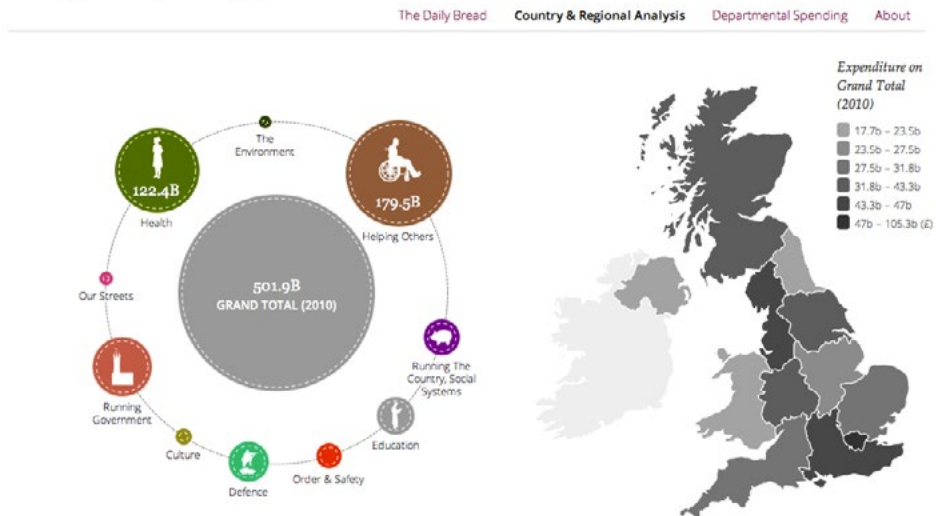 The Daily Bread Country & Regional Analysis Departmental Spending About
The
Environment
122.4B
Health
179.5B
Helping Others
Our Streets
501.9B
GRAND TOTAL (2010)
Running The
Country, Social
Systems
Running
Government
Education
Culture
Order & Safety
Defence
Expenditure on
Grand Total
(2010)
17.7b – 23.5b
23.5b – 27.5b
27.5b – 31.8b
31.8b – 43.3b
43.3b – 47b
47b – 105.3b (£)